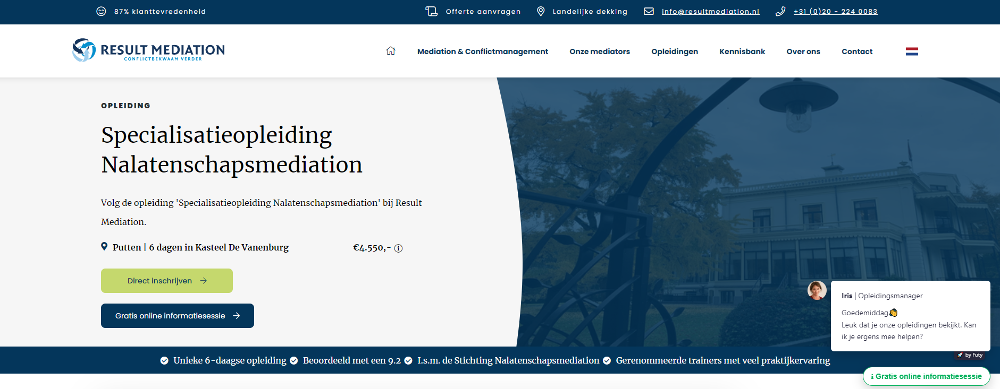 87% klanttevredenheid
Offerte aanvragen
Landelijke dekking
info@resultmediation.nl
+31 (0)20 - 224 0083
RESULT MEDIATION
CONFLICTBEKWAAM VERDER
Mediation & Conflictmanagement
Onze mediators
Opleidingen
Kennisbank
Over ons
Contact
OPLEIDING
Specialisatieopleiding
Nalatenschapsmediation
Volg de opleiding 'Specialisatieopleiding Nalatenschapsmediation' bij Result
Mediation.
Putten | 6 dagen in Kasteel De Vanenburg
€4.550,-
Direct inschrijven
Gratis online informatiesessie
Iris | Opleidingsmanager
Goedemiddag👏
Leuk dat je onze opleidingen bekijkt. Kan
ik je ergens mee helpen?
by Futy
Unieke 6-daagse opleiding
Beoordeeld met een 9.2
I.s.m. de Stichting Nalatenschapsmediation
Gerenommeerde trainers met veel praktijkervaring
ℹ Gratis online informatiesessie